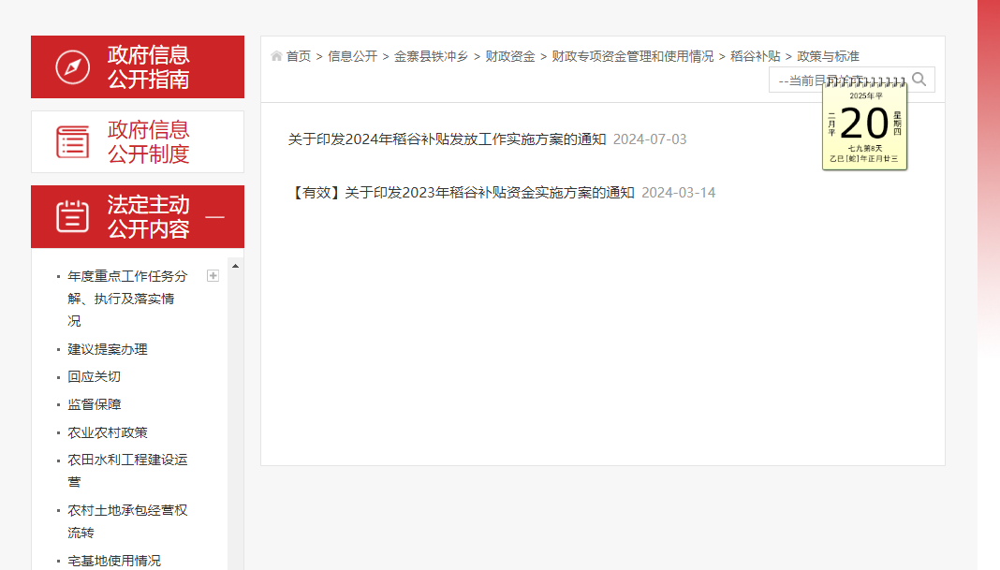 政府信息
公开指南
政府信息
公开制度
法定主动
公开内容
年度重点工作任务分
解、执行及落实情
况
建议提案办理
回应关切
监督保障
农业农村政策
农田水利工程建设运
营
农村土地承包经营权
流转
宅基地使用情况
首页 > 信息公开 > 金寨县铁冲乡 > 财政资金 > 财政专项资金管理和使用情况 > 稻谷补贴 > 政策与标准
--当前目录检索--
关于印发2024年稻谷补贴发放工作实施方案的通知 2024-07-03
【有效】关于印发2023年稻谷补贴资金实施方案的通知 2024-03-14
2025年平
二月平
20
星期四
七九第8天
乙巳[蛇]年正月廿三